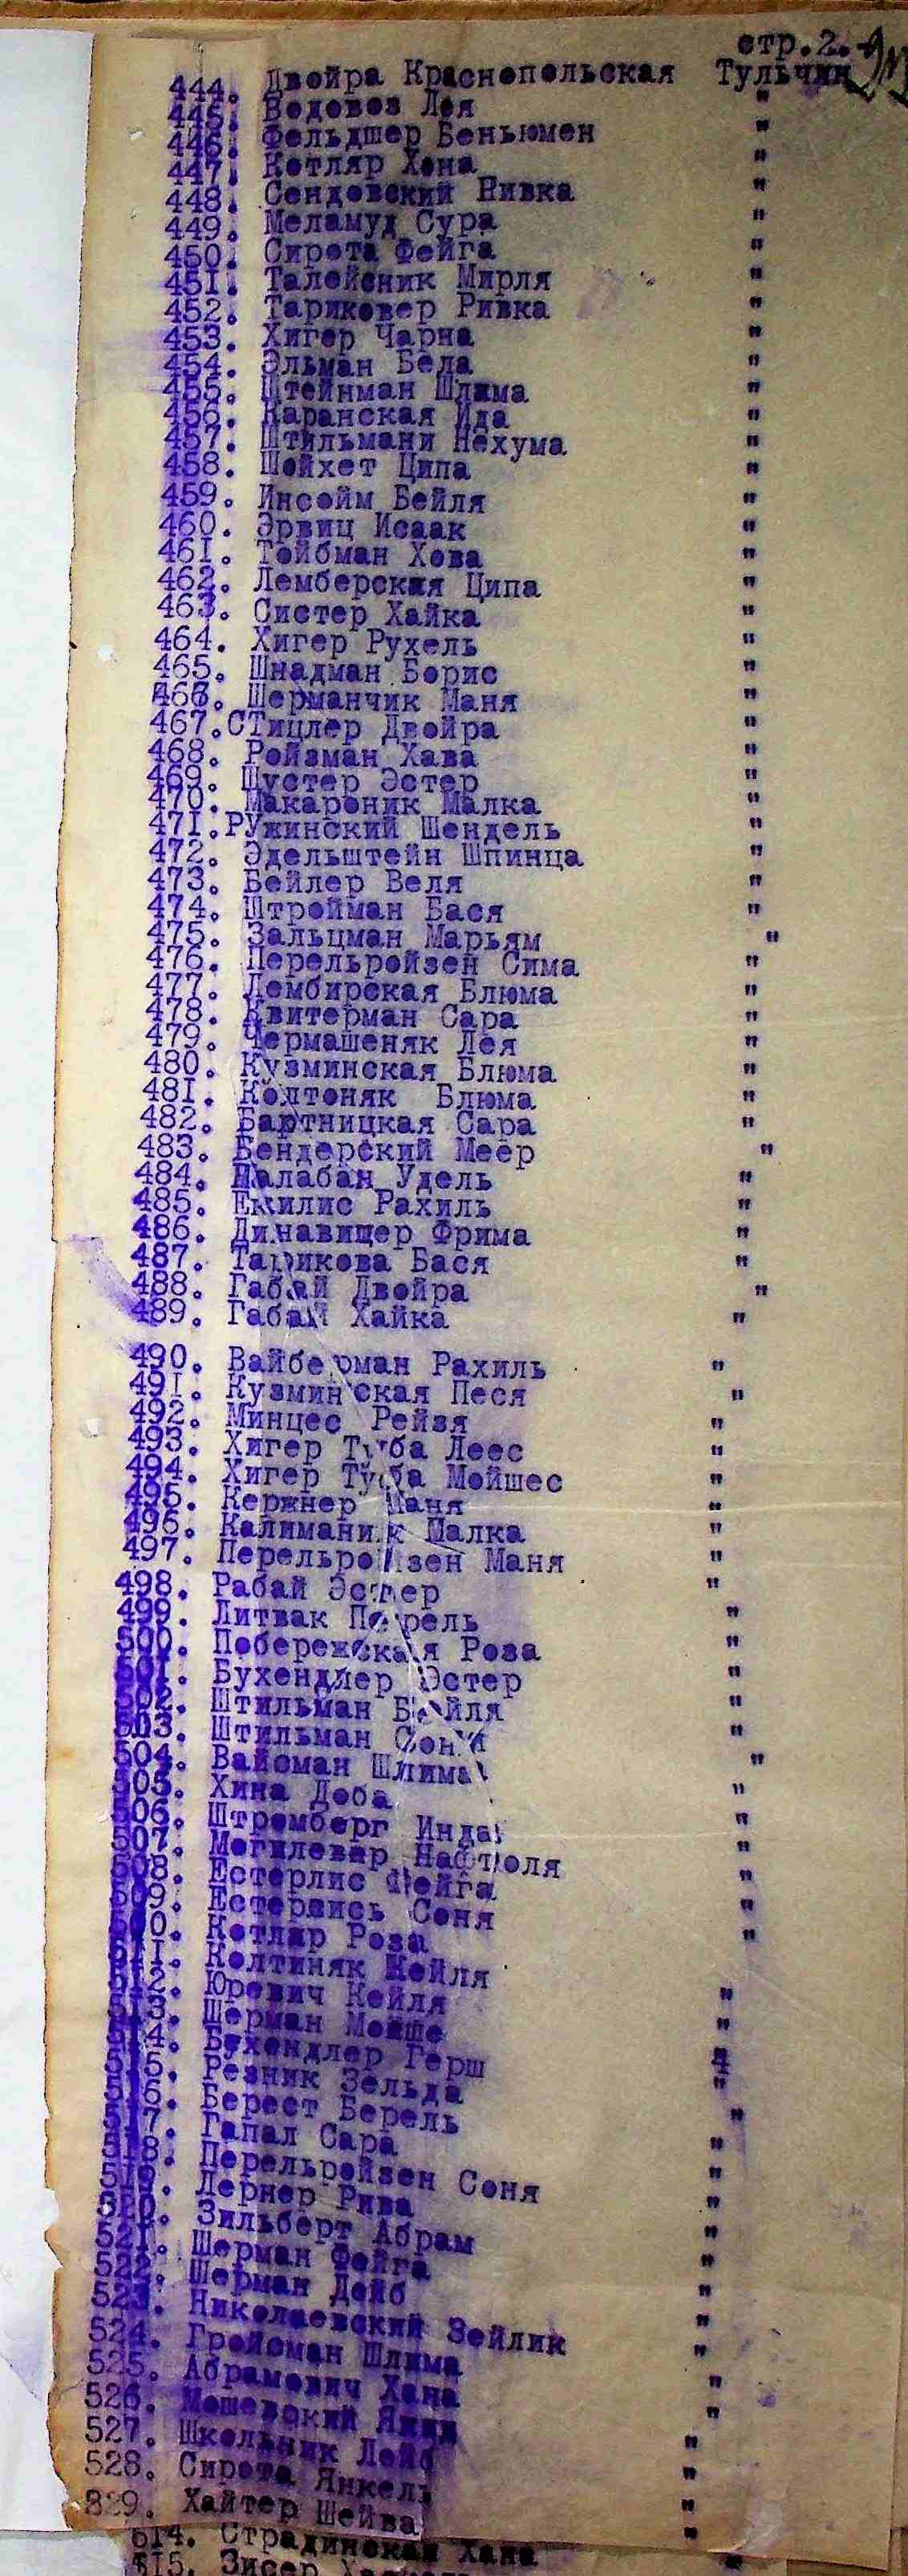 стр.2.
444. Двойра Краснопольская Тульчин
445. Водовоз Лея "
446. Фельдшер Беньюмен "
447. Котляр Хона "
448. Сендовский Нивка "
449. Меламуд Сура "
450. Сирота Фейга "
451. Талейсник Мирля "
452. Тариковер Ривка "
453. Хигер Чарна "
454. Эльман Бела "
455. Штейнман Шлима "
456. Каранская Ида "
457. Штильмани Нехума "
458. Шойхет Ципа "
459. Инсойм Бейля "
460. Эрвиц Исаак "
461. Тойбман Хова "
462. Лемберская Ципа "
463. Систер Хайка "
464. Хигер Рухель "
465. Шнадман Борис "
466. Шерманчик Маня "
467.СТицлер Двойра "
468. Ройзман Хава "
469. Шустер Эстер "
470. Макароник Малка "
471.РУжинский Шендель "
472. Эдельштейн Шпинца "
473. Бейлер Веля "
474. Штройман Бася "
475. Зальцман Марьям "
476. Перельройзен Сима "
477. Лембирская Блюма "
478. Квитерман Сара "
479. Чермашеняк Лея "
480. Кузминская Блюма "
481. Колтоняк Блюма "
482. Бартницкая Сара "
483. Бендерский Меер "
484. Палабан Удель "
485. Екилис Рахиль "
486. Динавицер Фрима "
487. Тарикова Бася "
488. Габай Двойра "
489. Габай Хайка "
490. Вайберман Рахиль "
491. Кузминская Песя "
492. Минцес Рейзя "
493. Хигер Туба Леес "
494. Хигер Туба Мойшес "
495. Кержнер Маня "
496. Калиманик Малка "
497. Перельройзен Маня "
498. Рабай Эстер "
499. Литвак Перель "
500. Побережская Роза "
501. Бухендлер Эстер "
502. Штильман Бейля "
503. Штильман Соня "
504. Вайсман Шлима "
505. Хина Доба "
506. Штромберг Инда "
507. Могилевер Нафтоля "
508. Естерлис Фейга "
509. Естерлись Соня "
510. Котляр Роза "
511. Колтиняк Кейля
512. Юревич Кейля "
513. Шерман Мойше "
514. Бухендлер Герш 4
515. Резник Зельда "
516. Берест Берель "
517. Гапал Сара "
518. Перельройзен Соня "
519. Лернер Рива "
520. Зильберт Абрам "
521. Шерман Фейга "
522. Шерман Лейб "
523. Николаевский Зейлик "
524. Гройсман Шлима "
525. Абрамович Хана "
526. Мошевский "
527. Школьник Лейб "
528. Сирота Янкель "
529. Хайтер Шейва "
614. Страдинская Хана "
615. Зисер